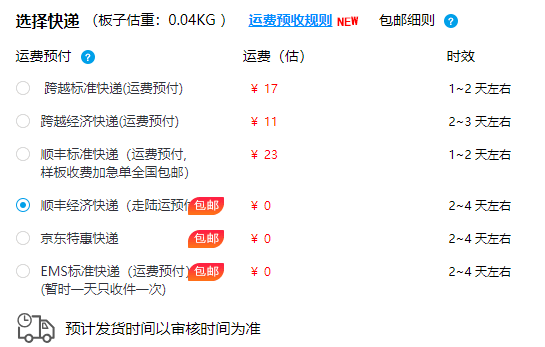 选择快递 （板子估重：0.04KG ） 运费预收规则 NEW 包邮细则 ?
运费预付 ? 运费（估） 时效
跨越标准快递(运费预付) ￥ 17 1~2 天左右
跨越经济快递(运费预付) ￥ 11 2~3 天左右
顺丰标准快递（运费预付, ￥ 23 1~2 天左右
样板收费加急单全国包邮）
顺丰经济快递（走陆运预付 包邮 ￥ 0 2~4 天左右
京东特惠快递 包邮 ￥ 0 2~4 天左右
EMS标准快递（运费预付） 包邮 ￥ 0 2~4 天左右
(暂时一天只收件一次)
预计发货时间以审核时间为准